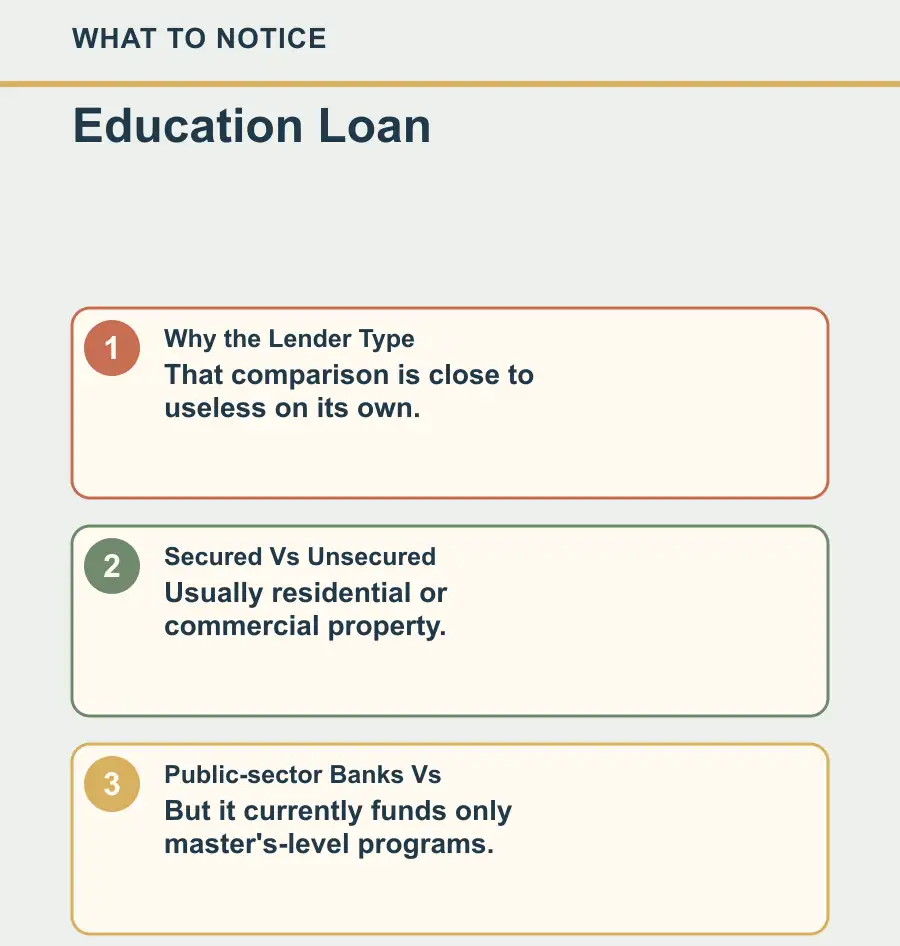 WHAT TO NOTICE
Education Loan
1
Why the Lender Type
That comparison is close to
useless on its own.
2
Secured Vs Unsecured
Usually residential or
commercial property.
3
Public-sector Banks Vs
But it currently funds only
master's-level programs.